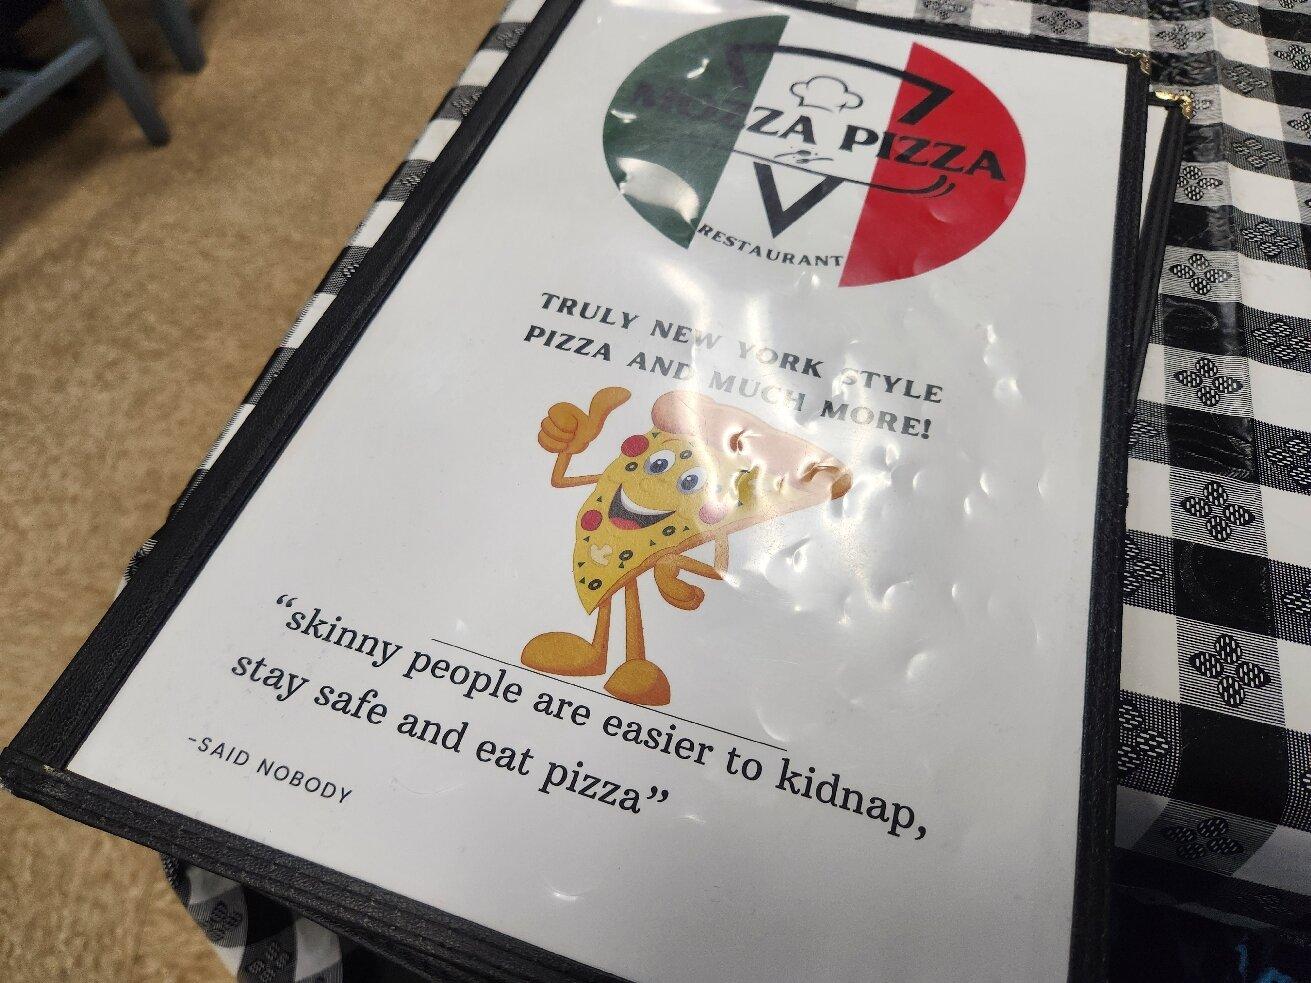 MOZZA PIZZA
RESTAURANT
TRULY NEW YORK STYLE
PIZZA AND MUCH MORE!
“skinny people are easier to kidnap,
stay safe and eat pizza”
-SAID NOBODY